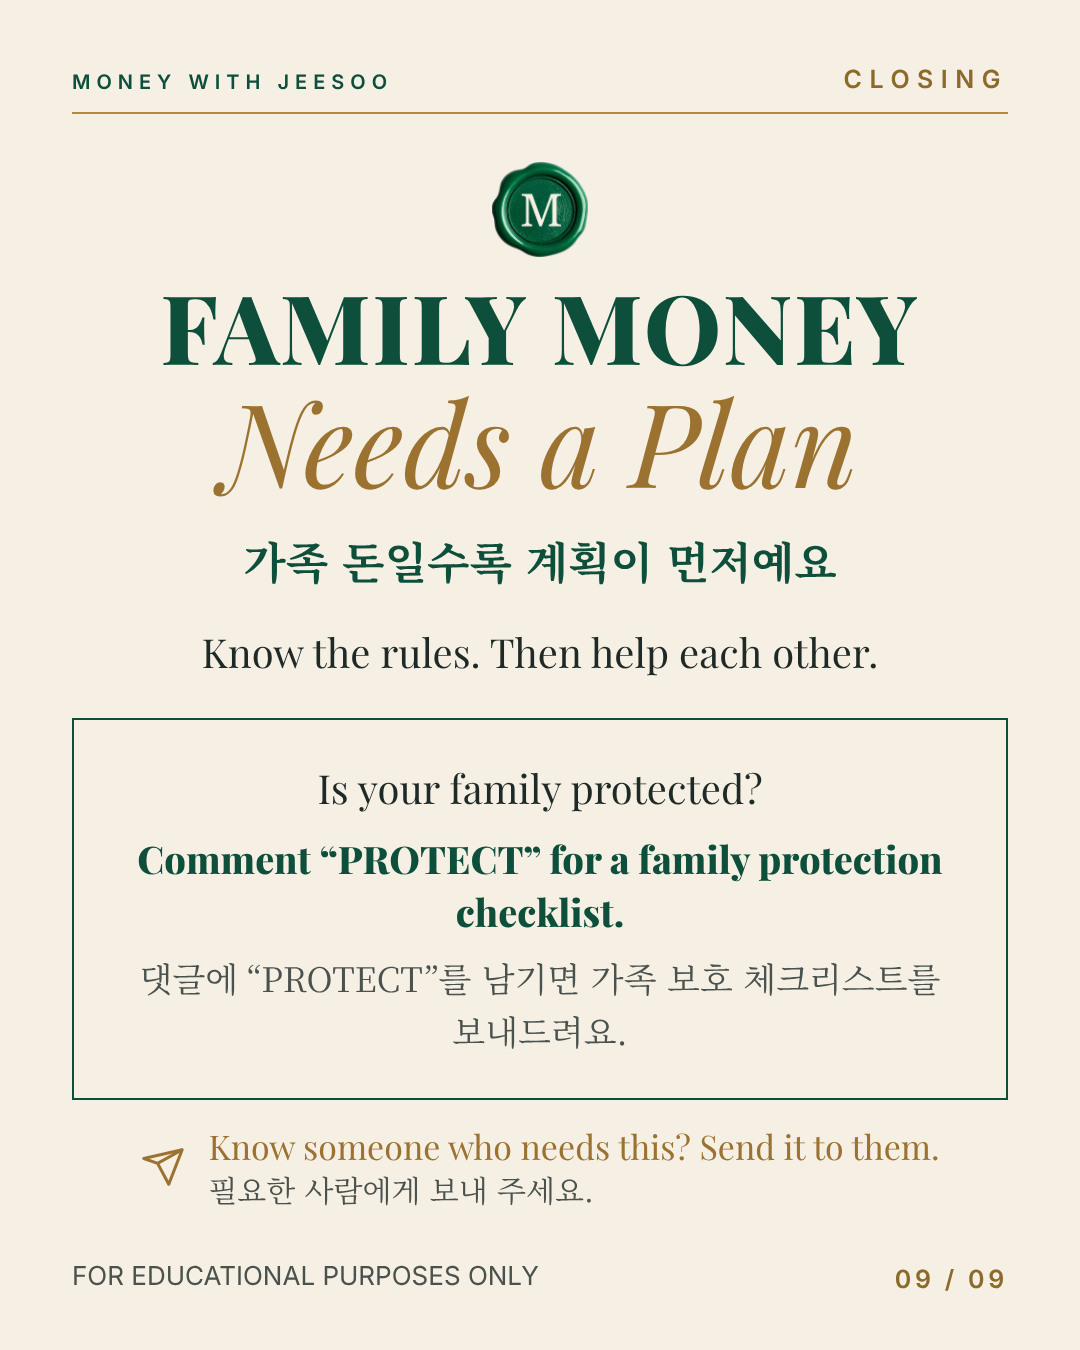 MONEY WITH JEESOO
CLOSING
M
FAMILY MONEY
Needs a Plan
가족 돈일수록 계획이 먼저예요
Know the rules. Then help each other.
Is your family protected?
Comment “PROTECT” for a family protection
checklist.
댓글에 “PROTECT”를 남기면 가족 보호 체크리스트를
보내드려요.
Know someone who needs this? Send it to them.
필요한 사람에게 보내 주세요.
FOR EDUCATIONAL PURPOSES ONLY
09 / 09